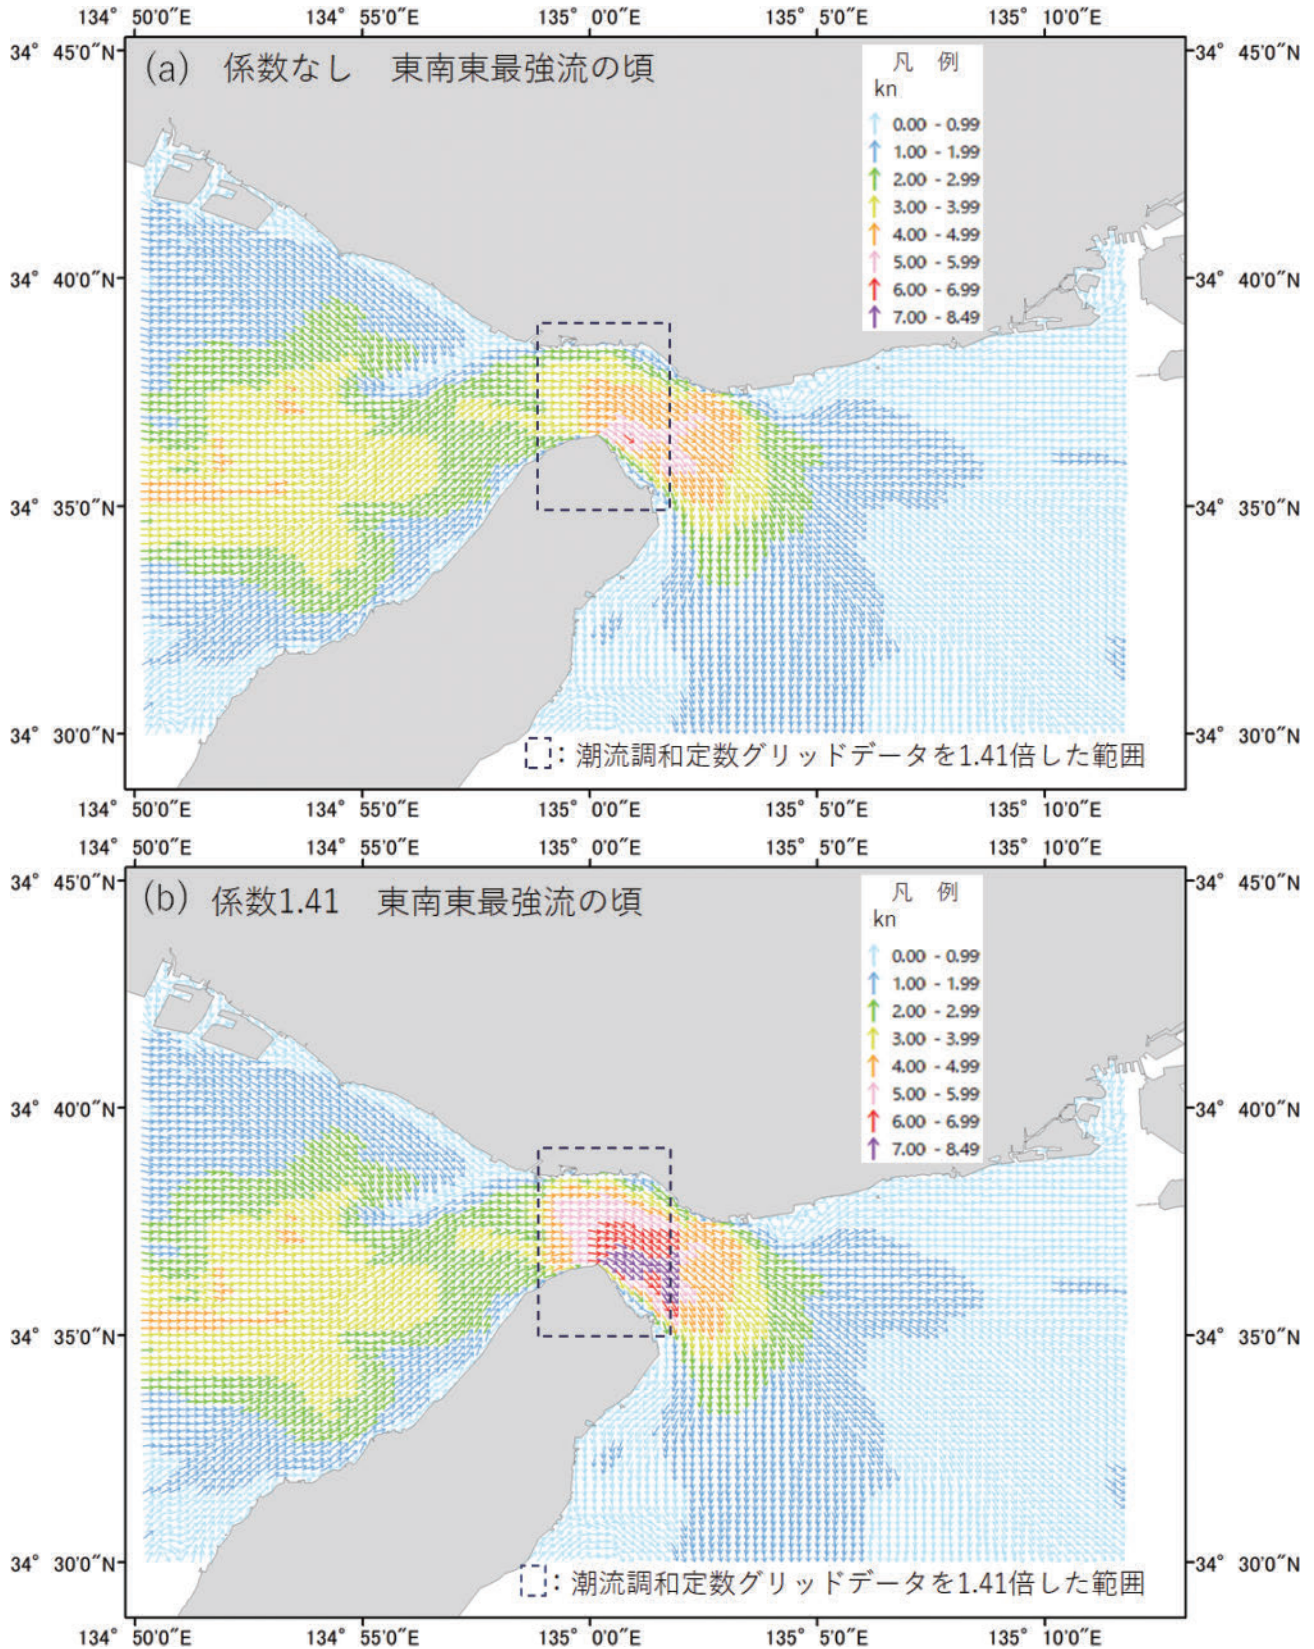 134° 50'0"E 134° 55'0"E 135° 0'0"E 135° 5'0"E 135° 10'0"E
34° 45'0"N 34° 45'0"N
(a) 係数なし 東南東最強流の頃
凡 例
kn
0.00 - 0.99
1.00 - 1.99
2.00 - 2.99
3.00 - 3.99
4.00 - 4.99
5.00 - 5.99
6.00 - 6.99
7.00 - 8.49
34° 40'0"N 34° 40'0"N
34° 35'0"N 34° 35'0"N
34° 30'0"N 34° 30'0"N
：潮流調和定数グリッドデータを1.41倍した範囲
134° 50'0"E 134° 55'0"E 135° 0'0"E 135° 5'0"E 135° 10'0"E
134° 50'0"E 134° 55'0"E 135° 0'0"E 135° 5'0"E 135° 10'0"E
34° 45'0"N 34° 45'0"N
(b) 係数1.41 東南東最強流の頃
凡 例
kn
0.00 - 0.99
1.00 - 1.99
2.00 - 2.99
3.00 - 3.99
4.00 - 4.99
5.00 - 5.99
6.00 - 6.99
7.00 - 8.49
34° 40'0"N 34° 40'0"N
34° 35'0"N 34° 35'0"N
34° 30'0"N 34° 30'0"N
：潮流調和定数グリッドデータを1.41倍した範囲
134° 50'0"E 134° 55'0"E 135° 0'0"E 135° 5'0"E 135° 10'0"E